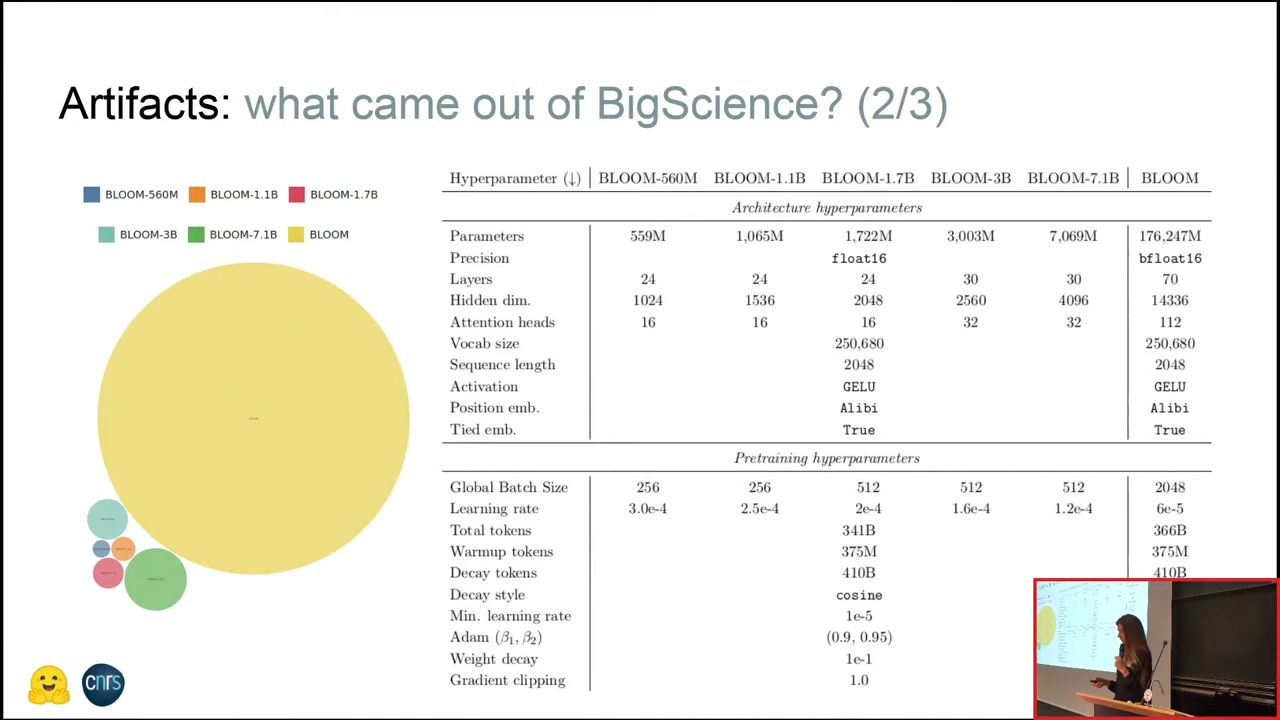 Artifacts: what came out of BigScience? (2/3)
BLOOM-560M BLOOM-1.1B BLOOM-1.7B
BLOOM-3B BLOOM-7.1B BLOOM
Hyperparameter (↓) BLOOM-560M BLOOM-1.1B BLOOM-1.7B BLOOM-3B BLOOM-7.1B BLOOM
Architecture hyperparameters
Parameters 559M 1,065M 1,722M 3,003M 7,069M 176,247M
Precision float16 bfloat16
Layers 24 24 24 30 30 70
Hidden dim. 1024 1536 2048 2560 4096 14336
Attention heads 16 16 16 32 32 112
Vocab size 250,680 250,680
Sequence length 2048 2048
Activation GELU GELU
Position emb. Alibi Alibi
Tied emb. True True
Pretraining hyperparameters
Global Batch Size 256 256 512 512 512 2048
Learning rate 3.0e-4 2.5e-4 2e-4 1.6e-4 1.2e-4 6e-5
Total tokens 341B 366B
Warmup tokens 375M 375M
Decay tokens 410B 410B
Decay style cosine
Min. learning rate 1e-5
Adam (β₁, β₂) (0.9, 0.95)
Weight decay 1e-1
Gradient clipping 1.0
cnrs